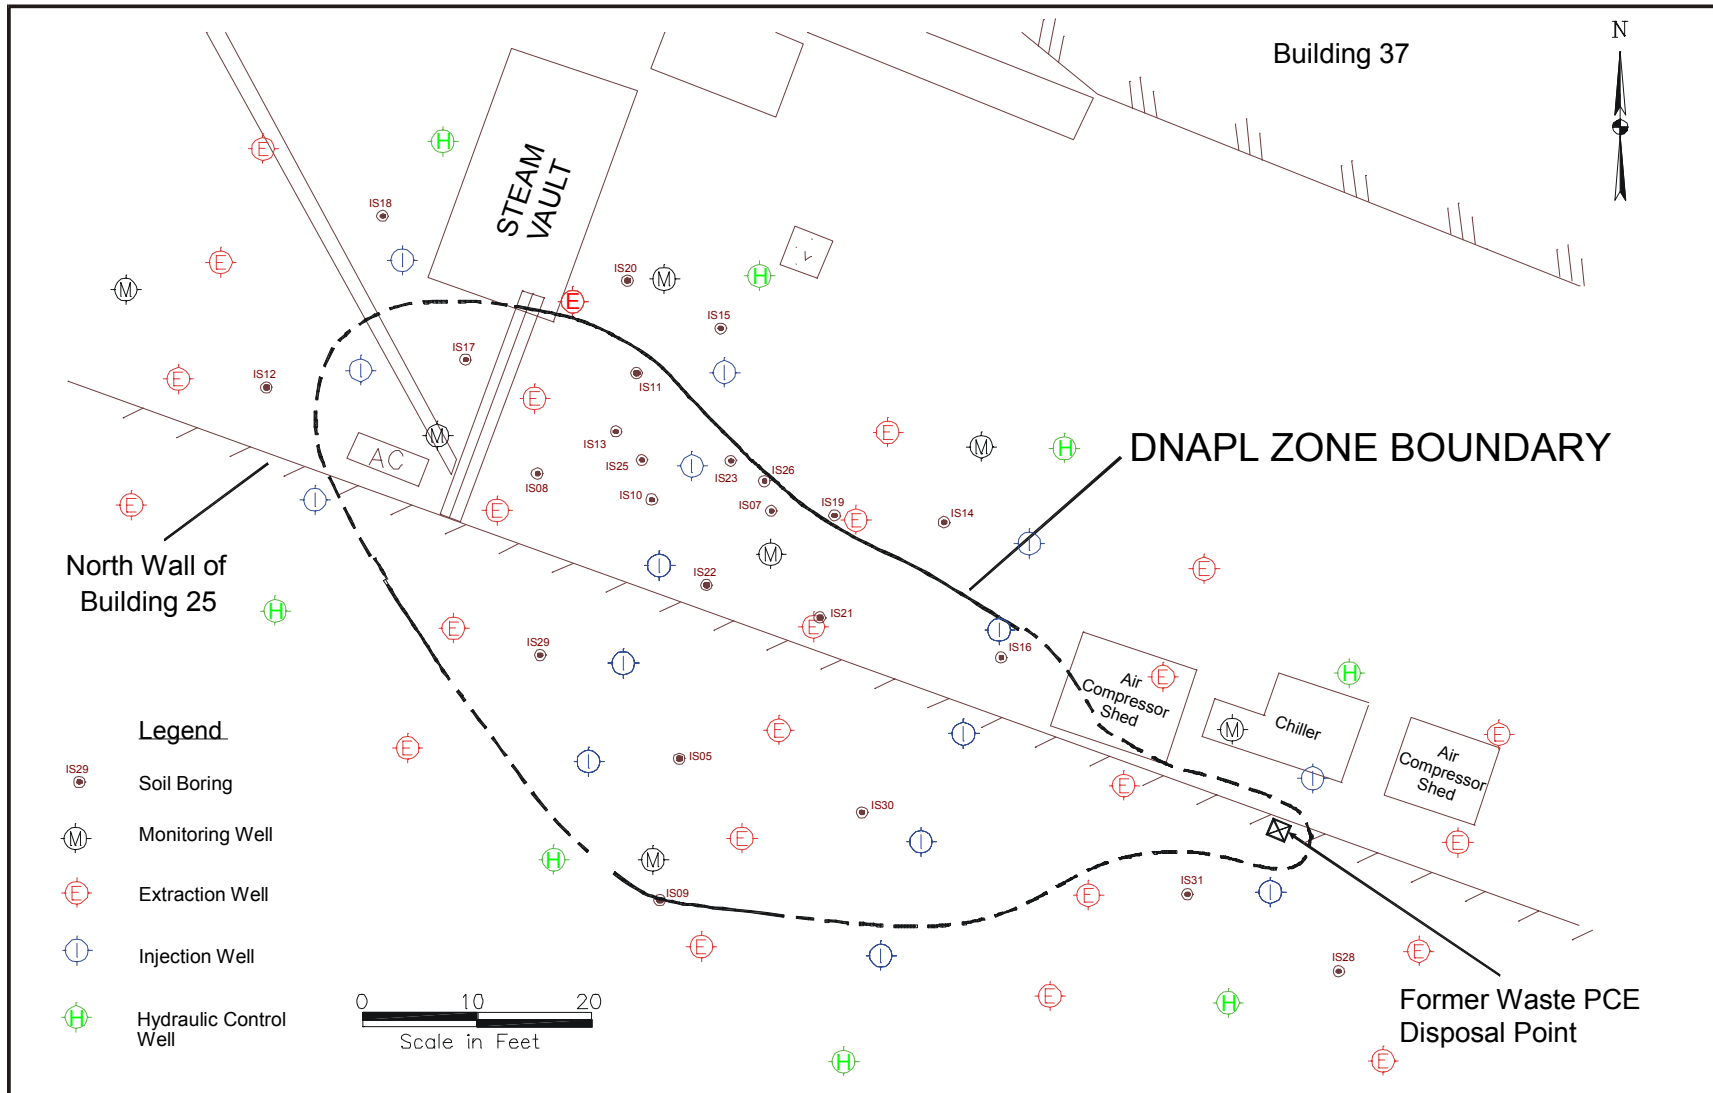 Building 37
N
H
E
STEAM
VAULT
IS18
E
I
M
IS20
M
H
V
E
IS15
IS17
I
IS12
E
IS11
I
E
E
IS13
M
M
H
DNAPL ZONE BOUNDARY
AC
IS25
I
IS23
IS26
IS08
IS10
IS07
IS19
E
IS14
E
I
E
I
North Wall of
Building 25
M
I
E
IS22
H
IS21
E
E
I
IS29
I
IS16
Air
Compressor
Shed
E
H
Chiller
M
E
Air
Compressor
Shed
Legend
E
E
I
IS05
I
I
E
IS29
Soil Boring
IS30
E
I
E
M
Monitoring Well
H
M
E
Extraction Well
IS09
E
IS31
I
I
Injection Well
E
I
E
IS28
0 10 20
Scale in Feet
E
H
Former Waste PCE
Disposal Point
H
Hydraulic Control
Well
H
E